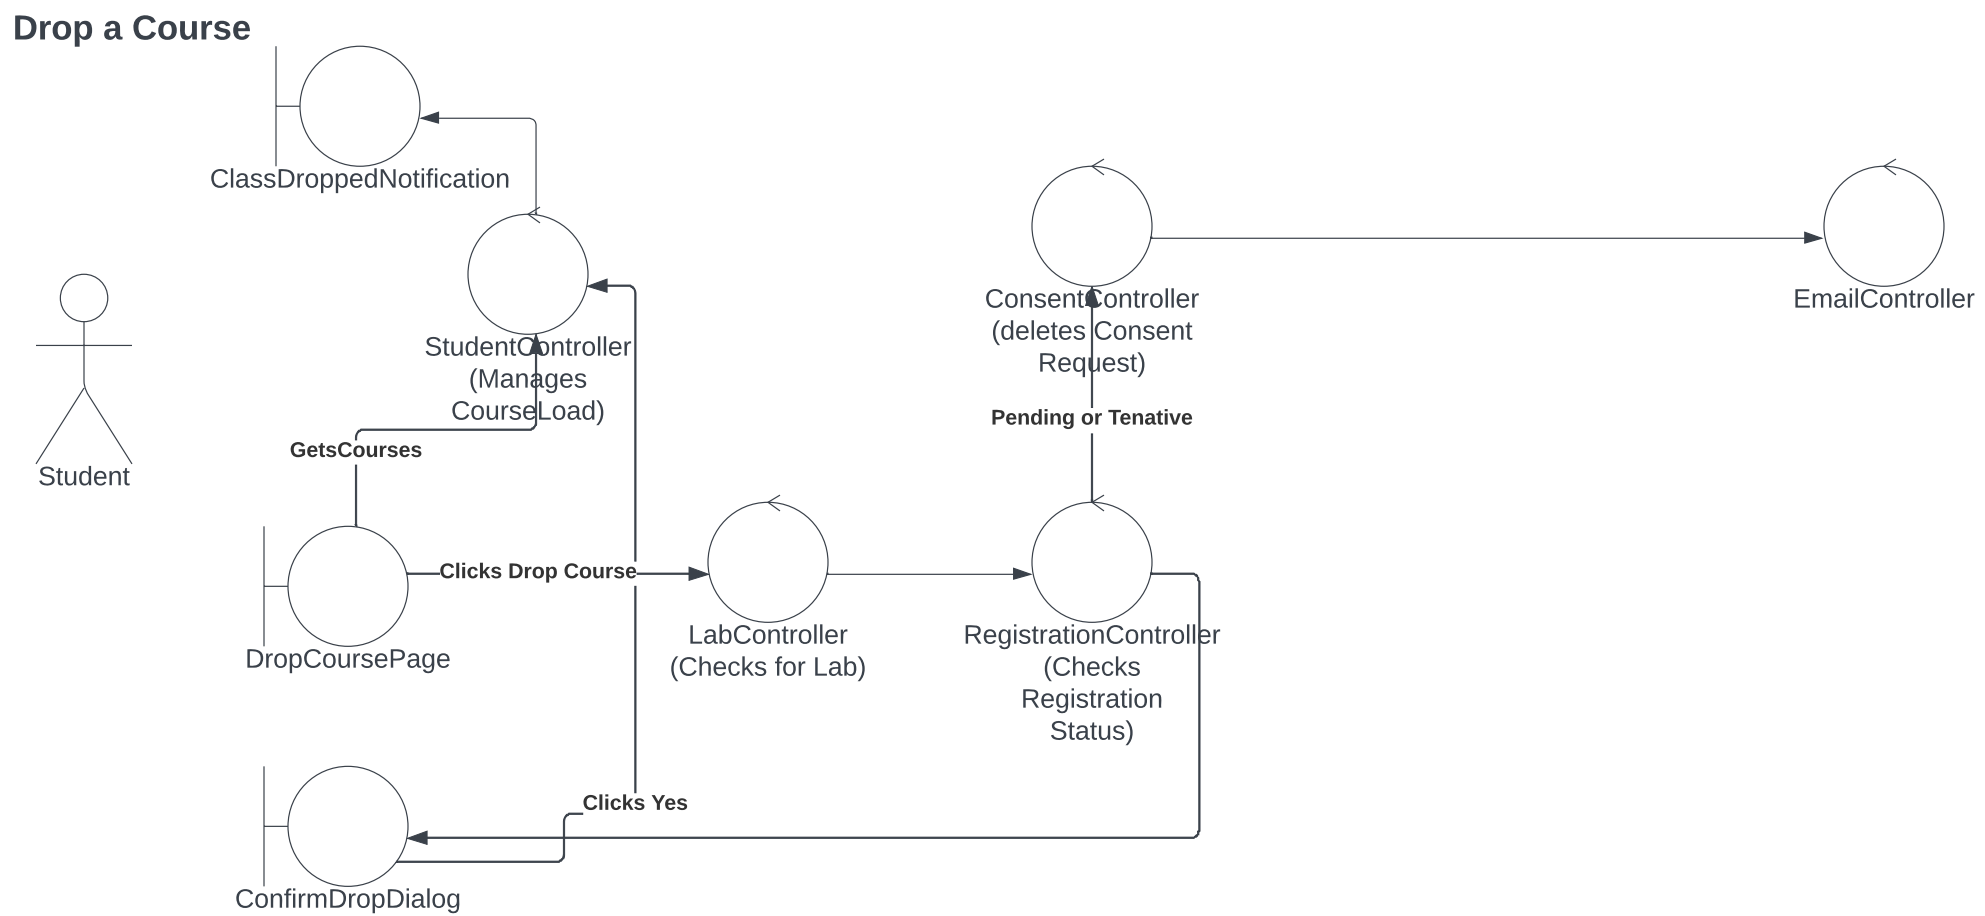 Drop a Course
ClassDroppedNotification
StudentController
(Manages
CourseLoad)
ConsentController
(deletes Consent
Request)
EmailController
Pending or Tenative
GetsCourses
Student
Clicks Drop Course
DropCoursePage
LabController
(Checks for Lab)
RegistrationController
(Checks
Registration
Status)
Clicks Yes
ConfirmDropDialog